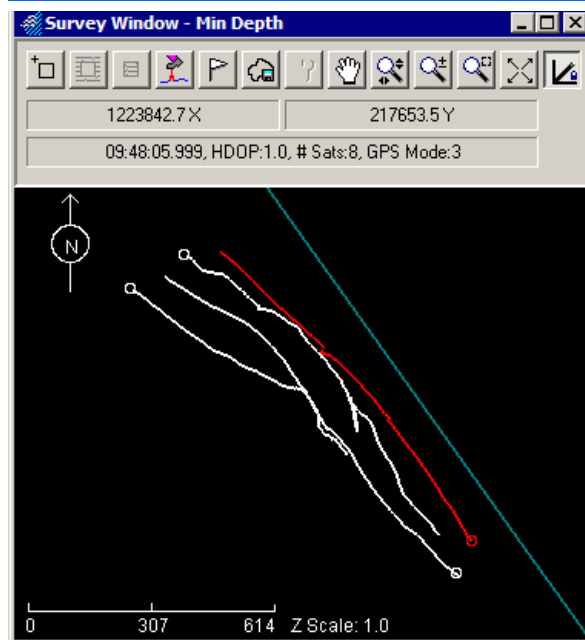 Survey Window - Min Depth
1223842.7 X 217653.5 Y
09:48:05.999, HDOP:1.0, # Sats:8, GPS Mode:3
N
0 307 614 Z Scale: 1.0